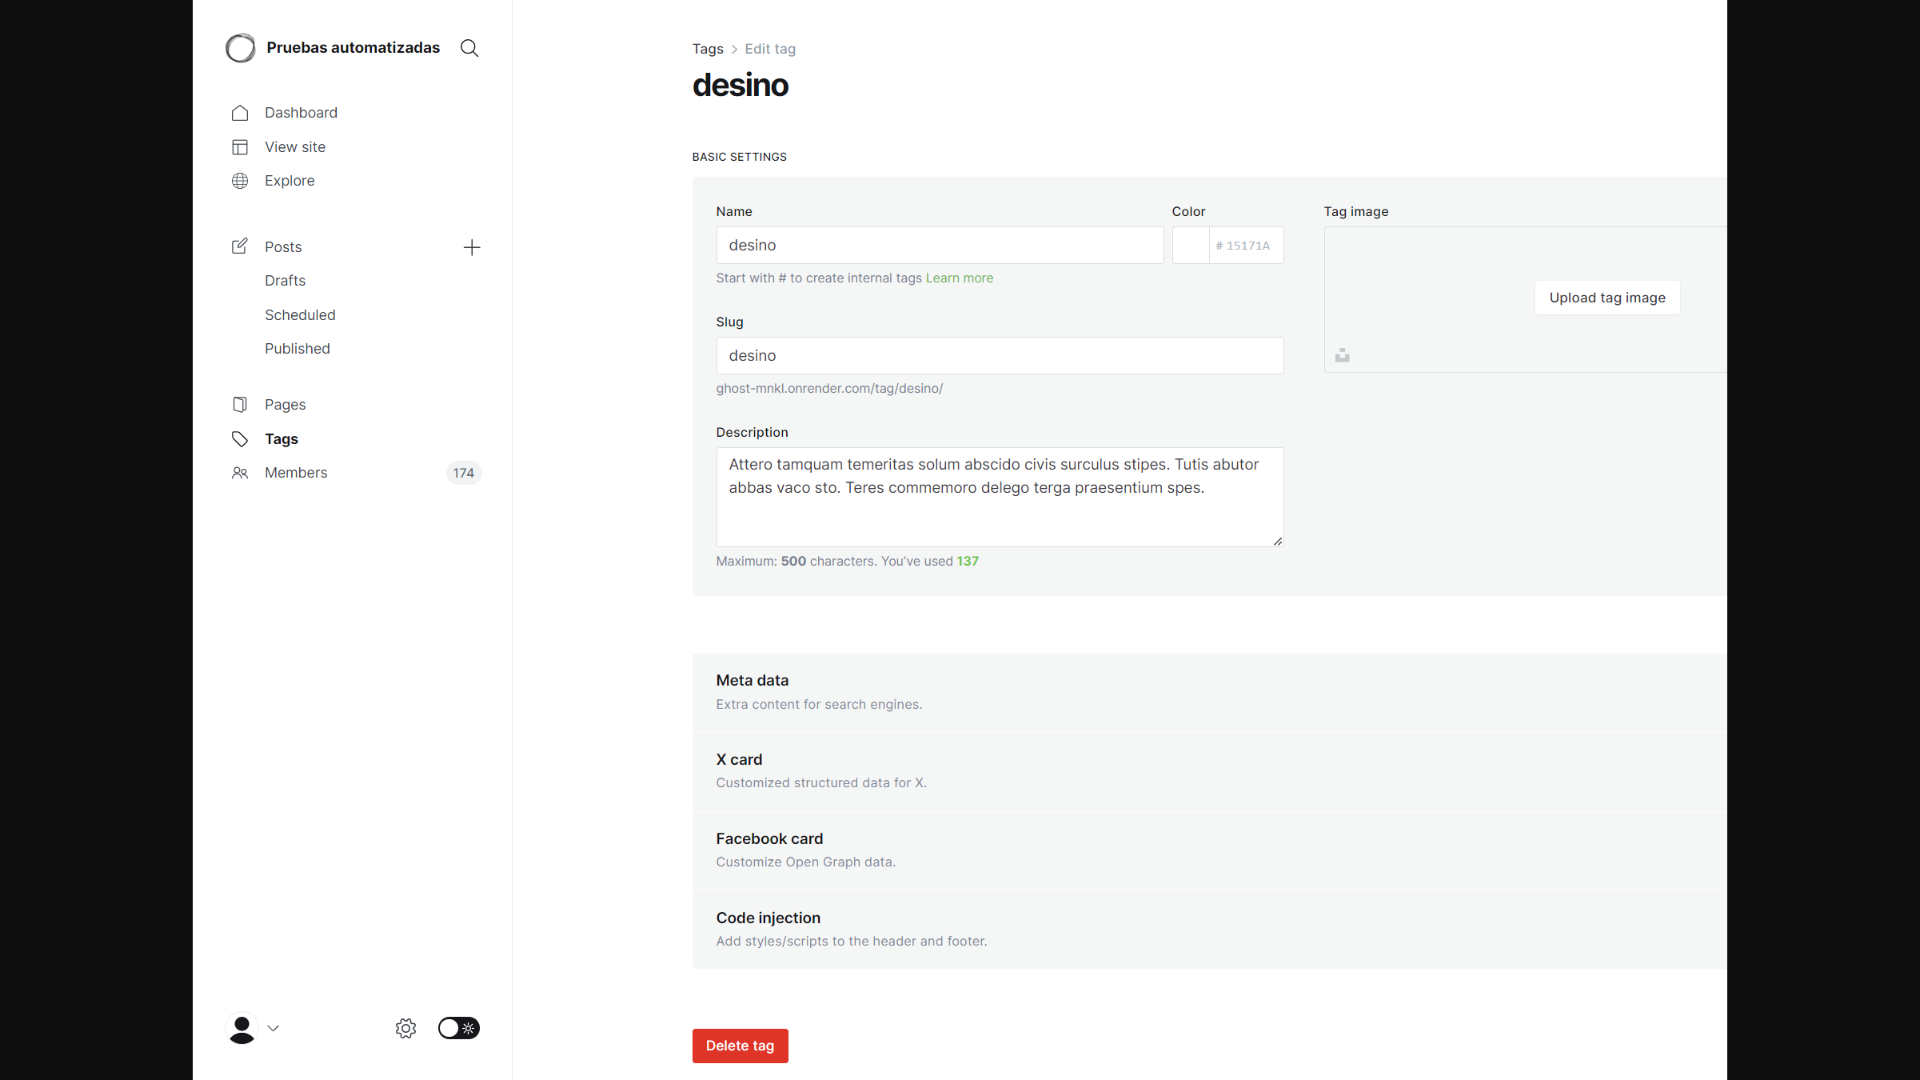 Pruebas automatizadas
Dashboard
View site
Explore
Posts
Drafts
Scheduled
Published
Pages
Tags
Members 174
Tags > Edit tag
desino
BASIC SETTINGS
Name
desino
Start with # to create internal tags Learn more
Color
# 15171A
Slug
desino
ghost-mnkl.onrender.com/tag/desino/
Description
Attero tamquam temeritas solum abscido civis surculus stipes. Tutis abutor
abbas vaco sto. Teres commemoro delego terga praesentium spes.
Maximum: 500 characters. You've used 137
Tag image
Upload tag image
Meta data
Extra content for search engines.
X card
Customized structured data for X.
Facebook card
Customize Open Graph data.
Code injection
Add styles/scripts to the header and footer.
Delete tag